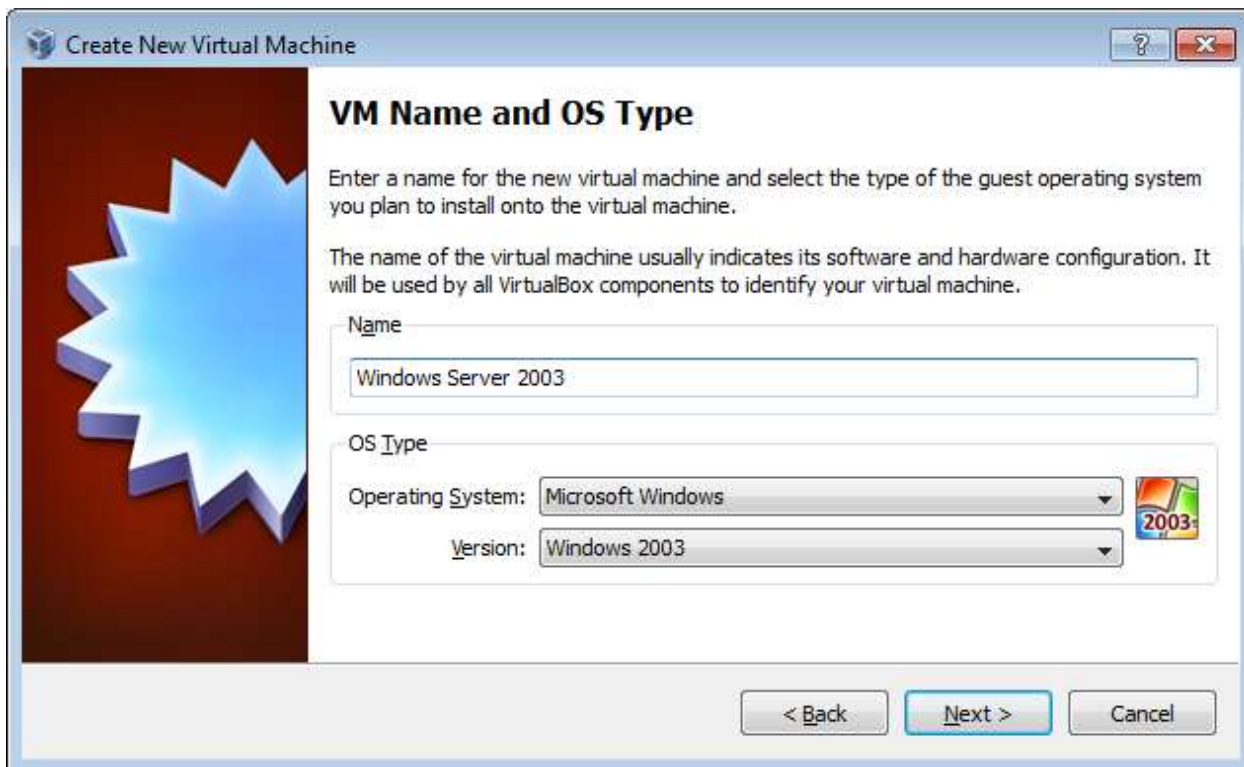 Create New Virtual Machine
VM Name and OS Type
Enter a name for the new virtual machine and select the type of the guest operating system
you plan to install onto the virtual machine.
The name of the virtual machine usually indicates its software and hardware configuration. It
will be used by all VirtualBox components to identify your virtual machine.
Name
Windows Server 2003
OS Type
Operating System: Microsoft Windows
2003
Version: Windows 2003
< Back Next > Cancel